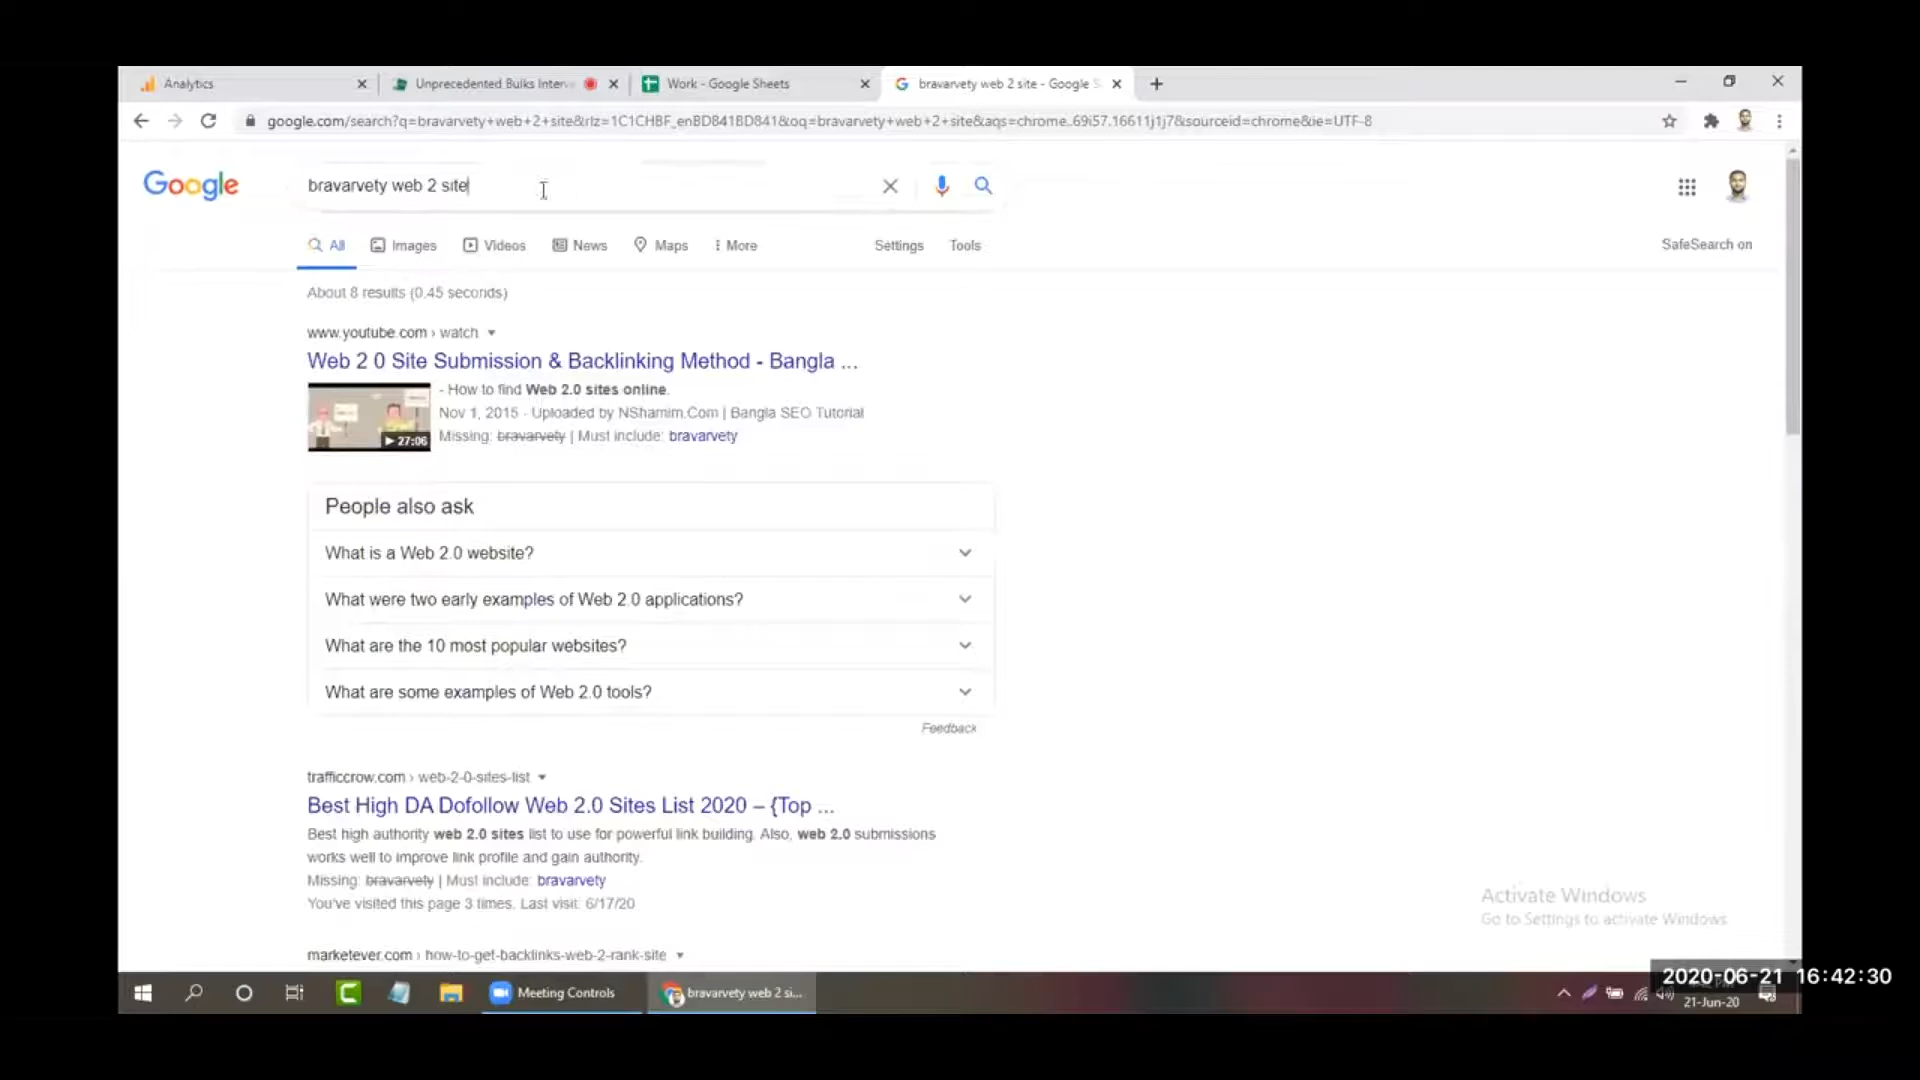 Analytics
Unprecedented Bulks Interv
Work - Google Sheets
bravarvety web 2 site - Google S
google.com/search?q=bravarvety+web+2+site&rlz=1C1CHBF_enBD841BD841&oq=bravarvety+web+2+site&aqs=chrome..69i57.16611j1j7&sourceid=chrome&ie=UTF-8
Google
bravarvety web 2 site
All
Images
Videos
News
Maps
More
Settings
Tools
SafeSearch on
About 8 results (0.45 seconds)
www.youtube.com › watch
Web 2 0 Site Submission & Backlinking Method - Bangla ...
- How to find Web 2.0 sites online.
Nov 1, 2015 - Uploaded by NShamim.Com | Bangla SEO Tutorial
Missing: bravarvety | Must include: bravarvety
27:06
People also ask
What is a Web 2.0 website?
What were two early examples of Web 2.0 applications?
What are the 10 most popular websites?
What are some examples of Web 2.0 tools?
Feedback
trafficcrow.com › web-2-0-sites-list
Best High DA Dofollow Web 2.0 Sites List 2020 – {Top ...
Best high authority web 2.0 sites list to use for powerful link building. Also, web 2.0 submissions
works well to improve link profile and gain authority.
Missing: bravarvety | Must include: bravarvety
You've visited this page 3 times. Last visit: 6/17/20
marketever.com › how-to-get-backlinks-web-2-rank-site
Activate Windows
Go to Settings to activate Windows
Meeting Controls
bravarvety web 2 si...
2020-06-21 16:42:30
21-Jun-20